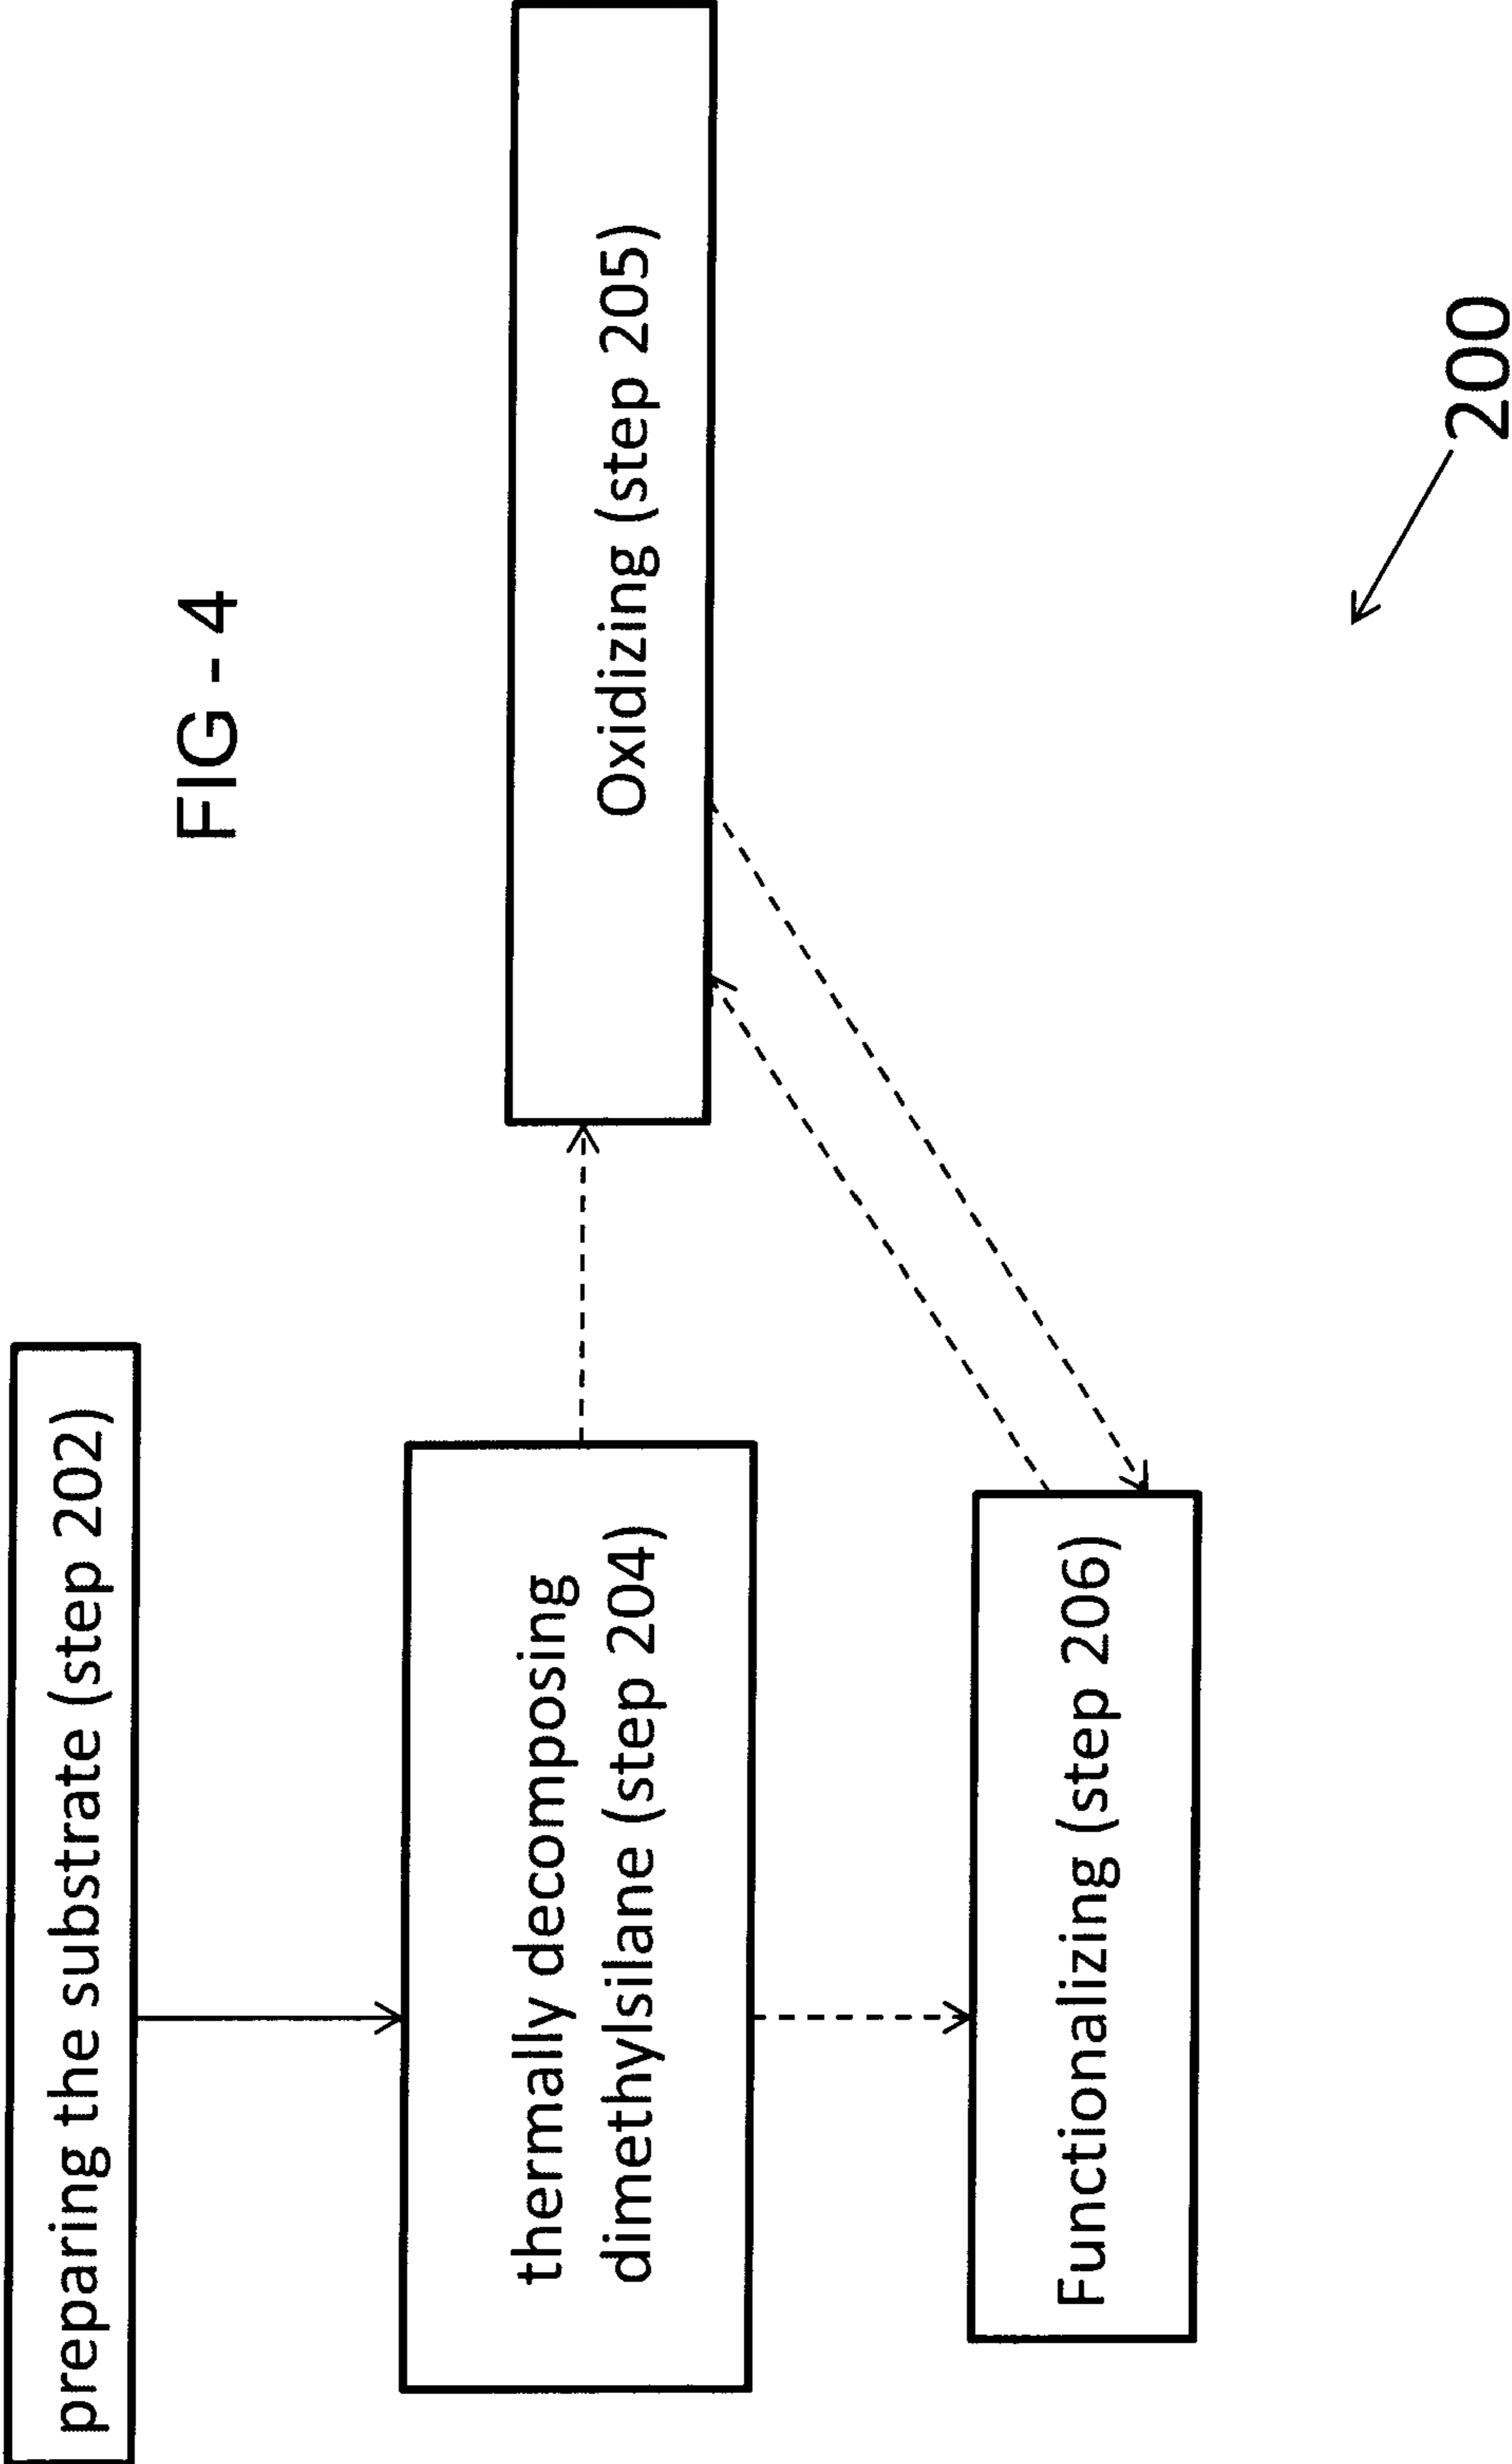 FIG - 4
preparing the substrate (step 202)
thermally decomposing
dimethylsilane (step 204)
Oxidizing (step 205)
Functionalizing (step 206)
200